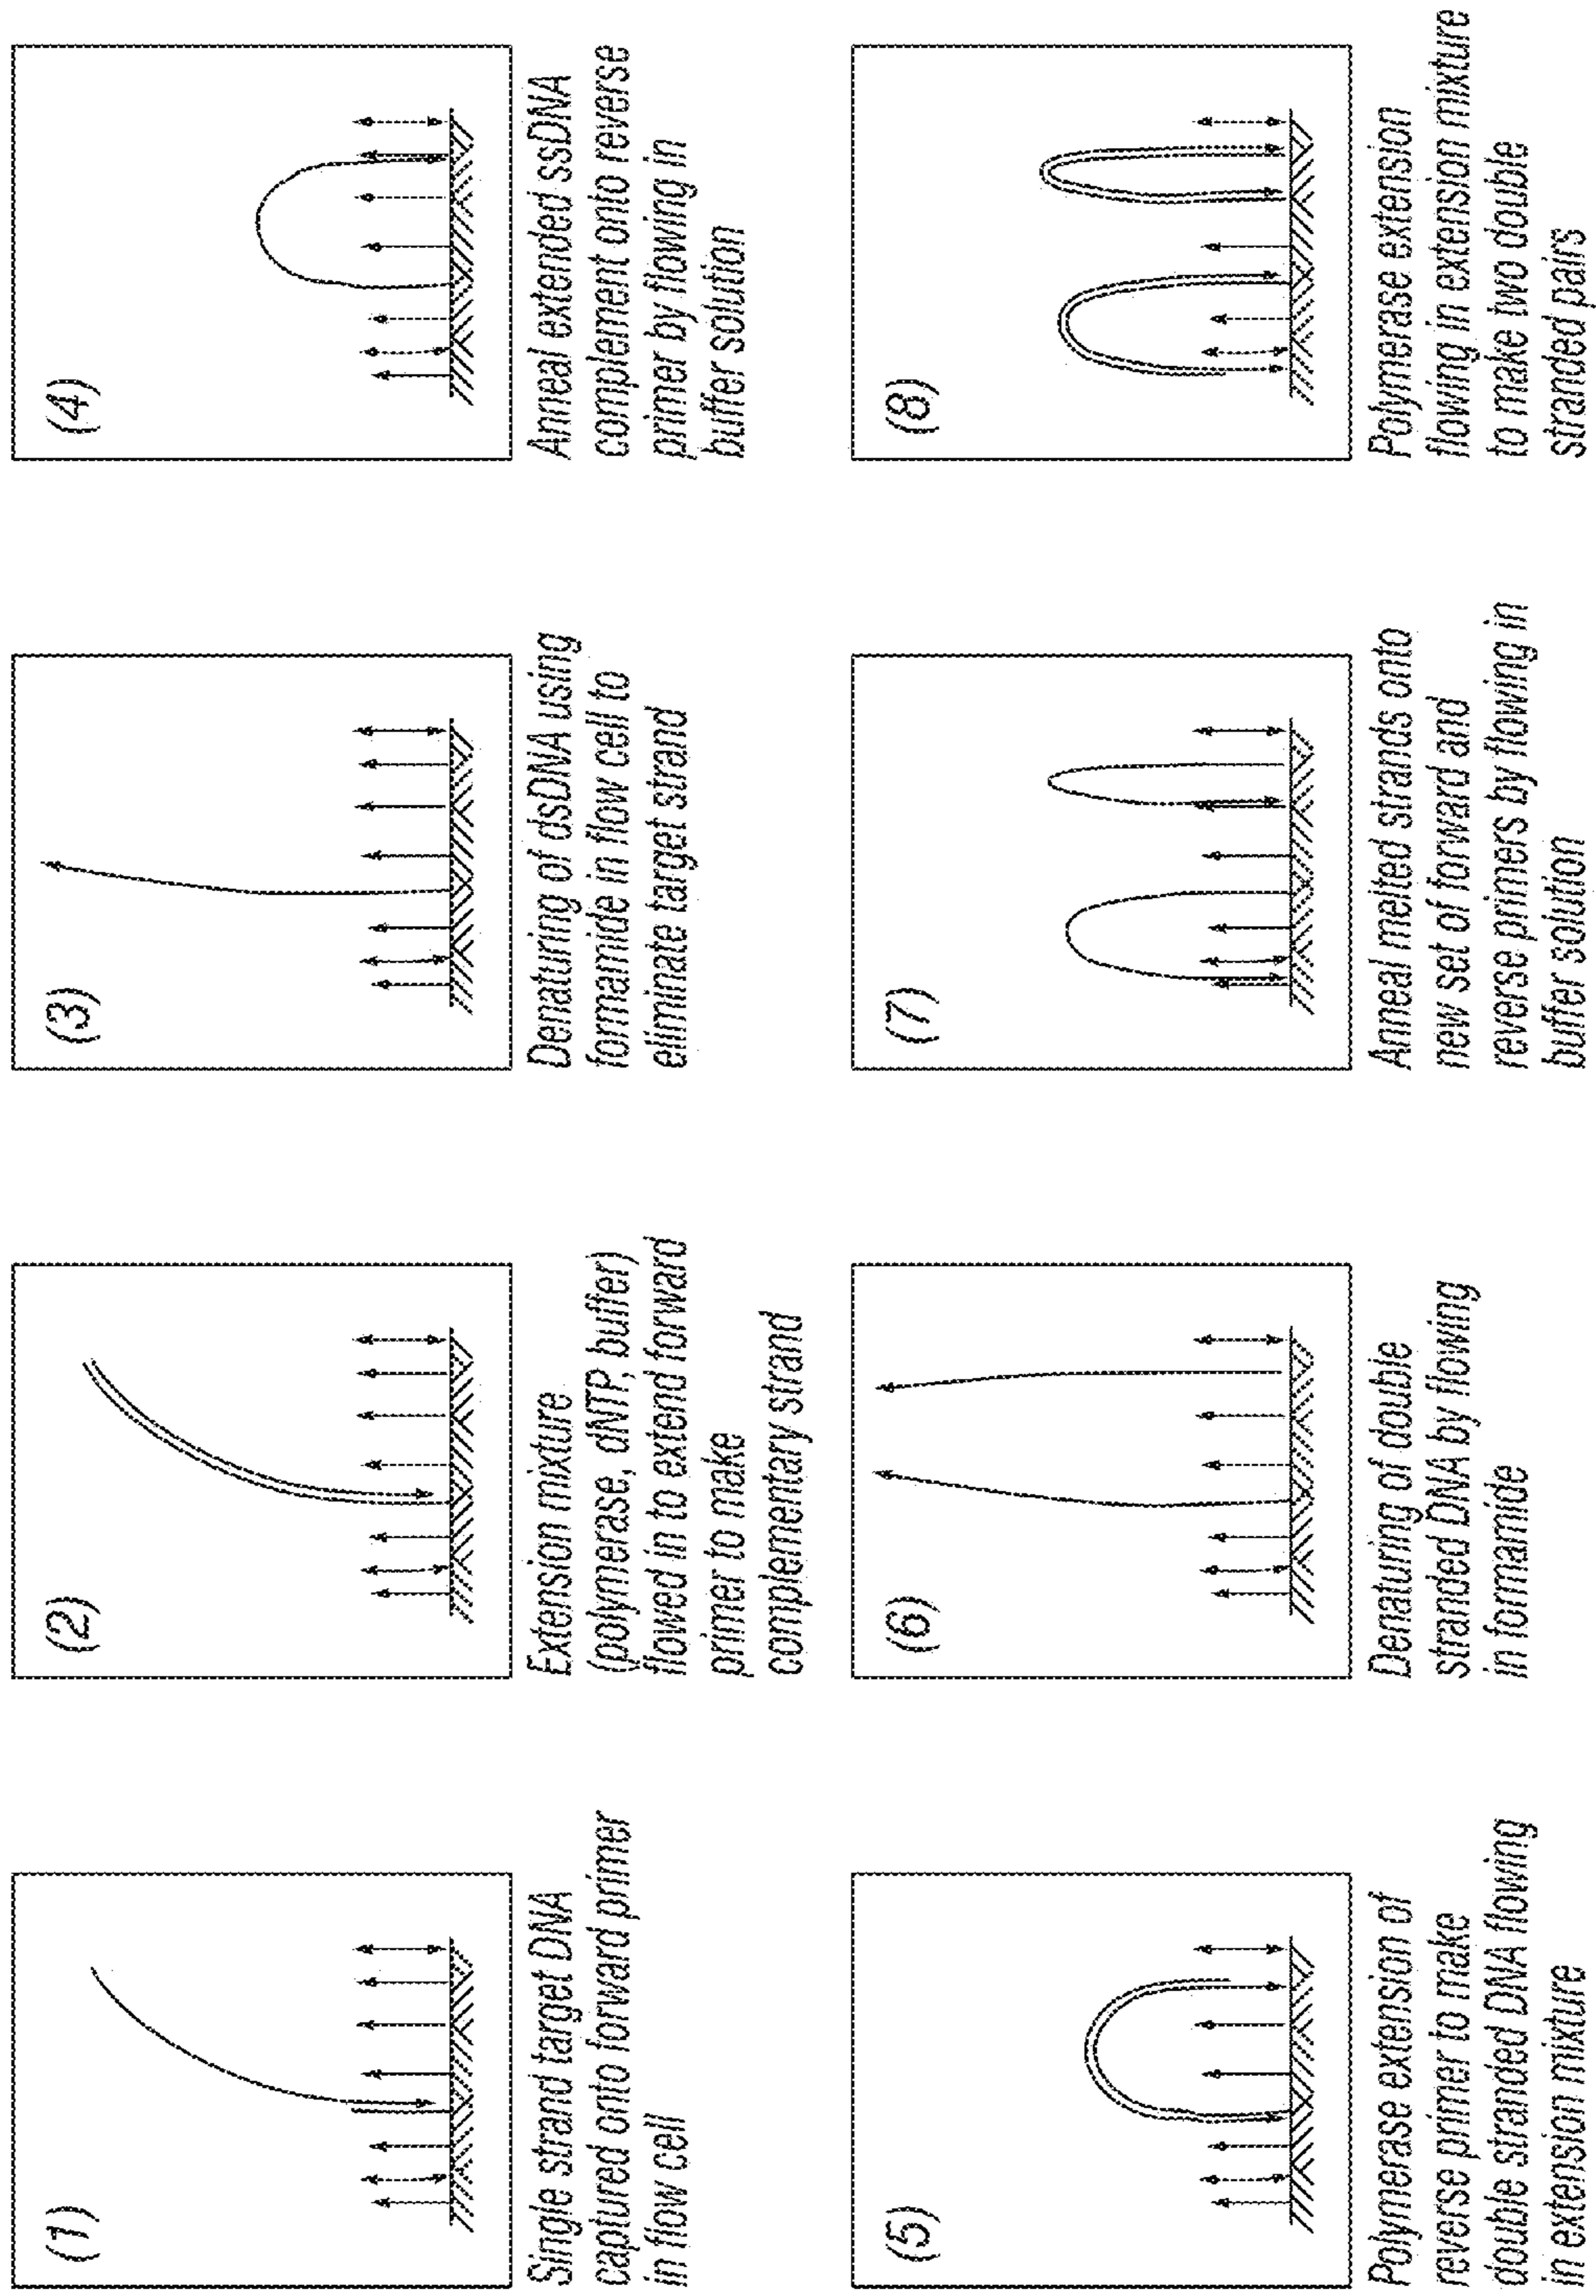 (1)
Single strand target DNA
captured onto forward primer
in flow cell
(2)
Extension mixture
(polymerase, dNTP, buffer)
flowed in to extend forward
primer to make
complementary strand
(3)
Denaturing of dsDNA using
formamide in flow cell to
eliminate target strand
(4)
Anneal extended ssDNA
complement onto reverse
primer by flowing in
buffer solution
(5)
Polymerase extension of
reverse primer to make
double stranded DNA flowing
in extension mixture
(6)
Denaturing of double
stranded DNA by flowing
in formamide
(7)
Anneal melted strands onto
new set of forward and
reverse primers by flowing in
buffer solution
(8)
Polymerase extension
flowing in extension mixture
to make two double
stranded pairs